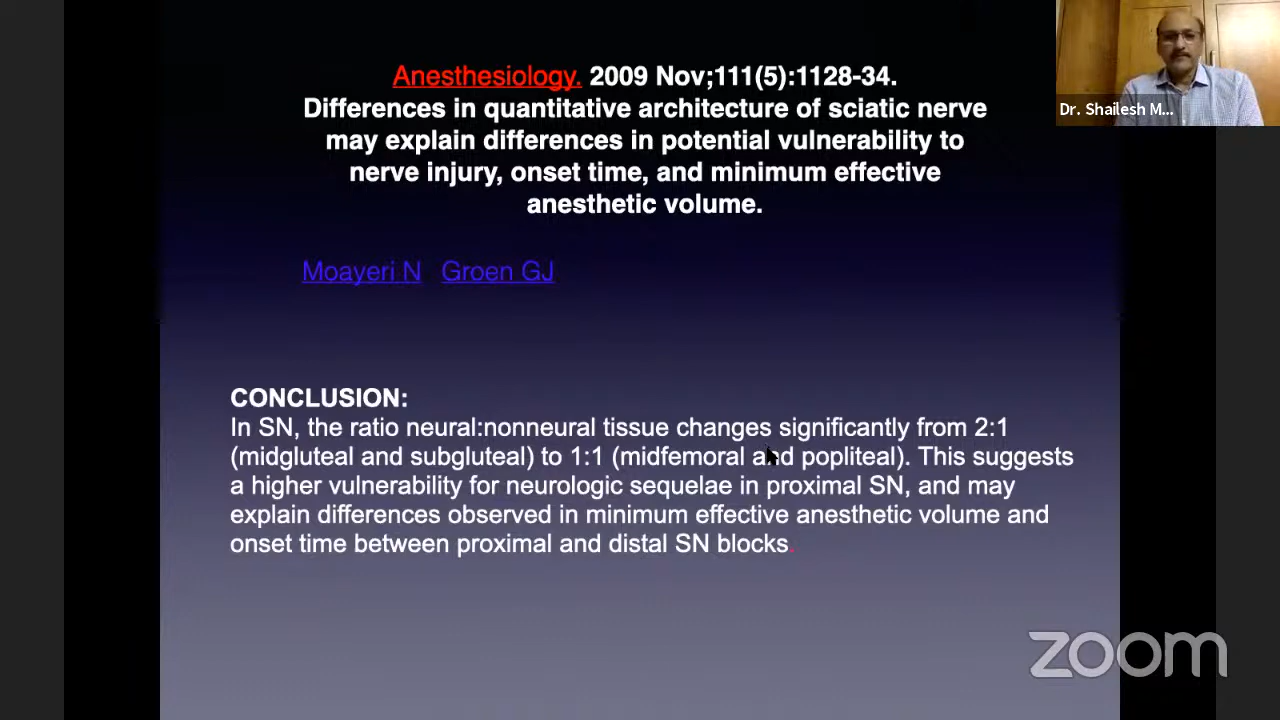 Anesthesiology. 2009 Nov;111(5):1128-34.
Differences in quantitative architecture of sciatic nerve
may explain differences in potential vulnerability to
nerve injury, onset time, and minimum effective
anesthetic volume.
Moayeri N Groen GJ
CONCLUSION:
In SN, the ratio neural:nonneural tissue changes significantly from 2:1
(midgluteal and subgluteal) to 1:1 (midfemoral and popliteal). This suggests
a higher vulnerability for neurologic sequelae in proximal SN, and may
explain differences observed in minimum effective anesthetic volume and
onset time between proximal and distal SN blocks.
Dr. Shailesh M...
zoom